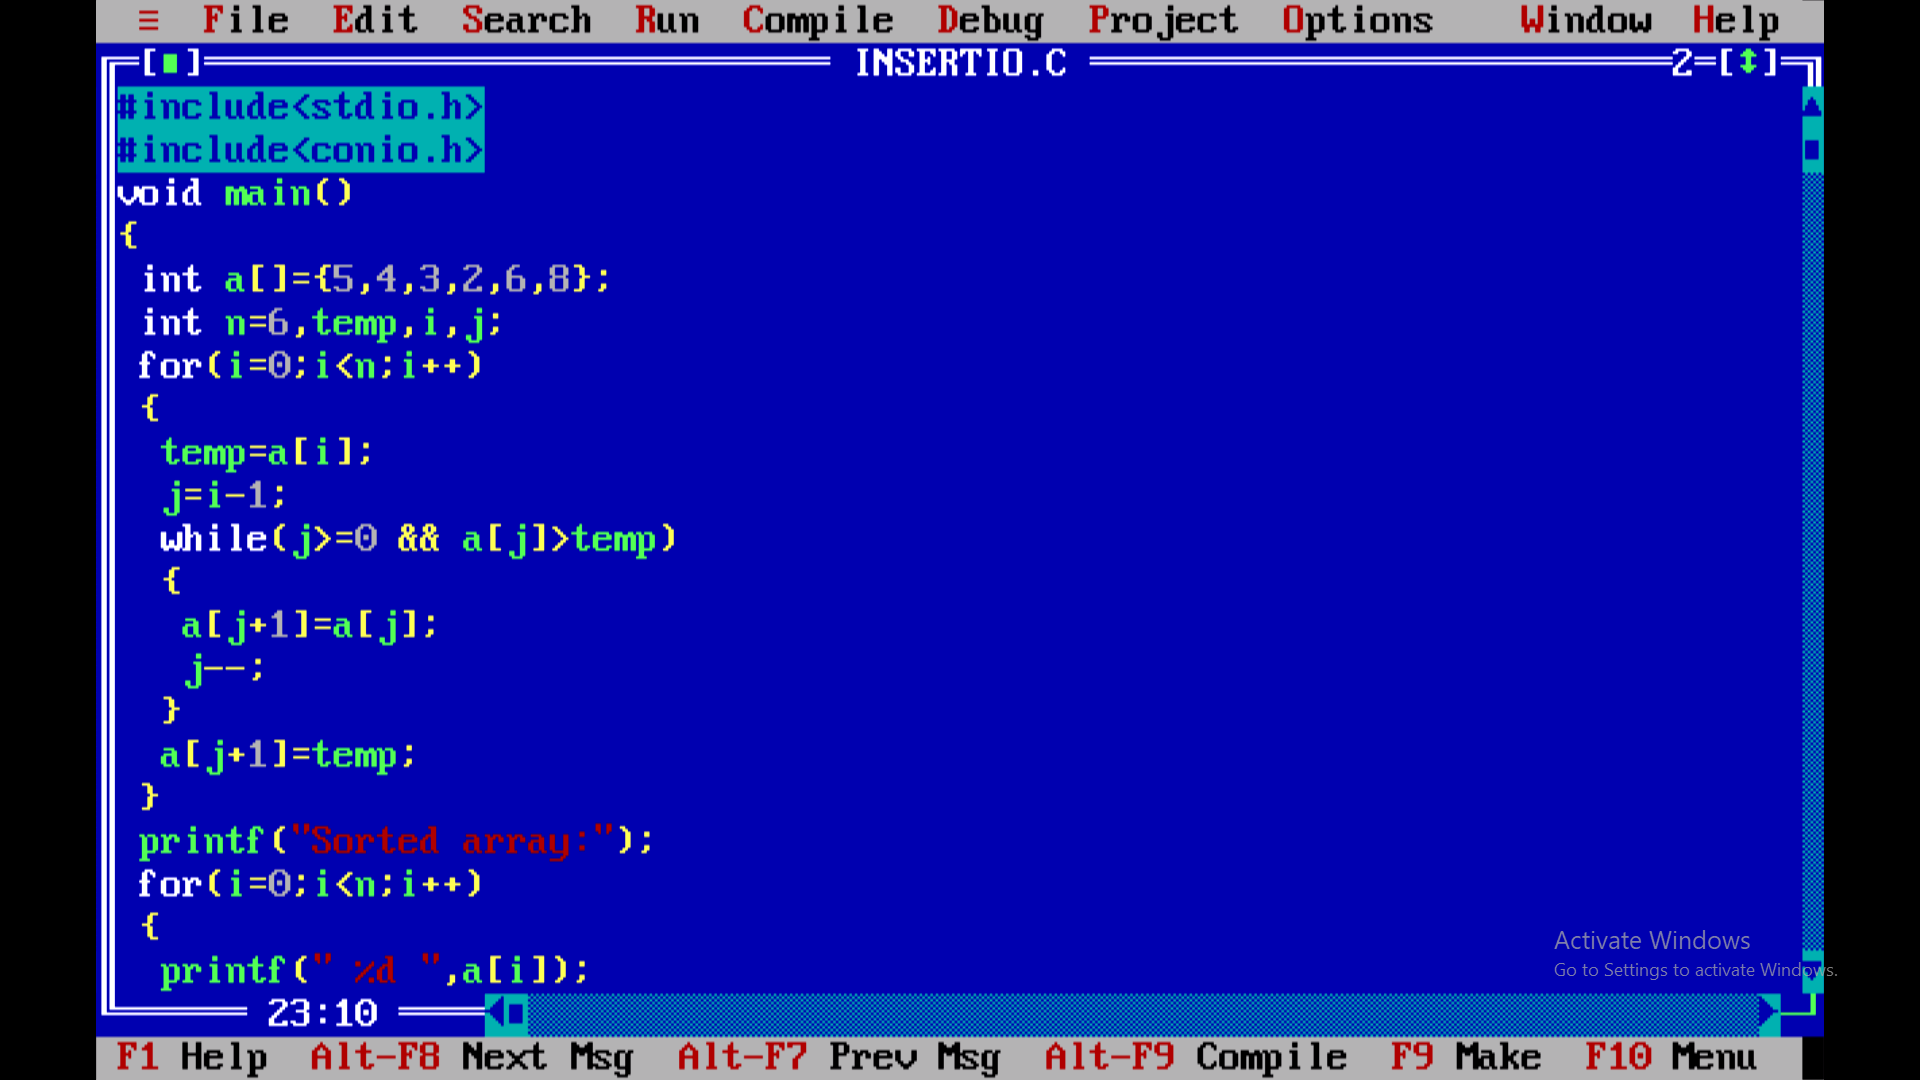 ≡ File Edit Search Run Compile Debug Project Options Window Help
[■] INSERTIO.C 2=[↕]
#include<stdio.h>
#include<conio.h>
void main()
{
int a[]={5,4,3,2,6,8};
int n=6,temp,i,j;
for(i=0;i<n;i++)
{
temp=a[i];
j=i-1;
while(j>=0 && a[j]>temp)
{
a[j+1]=a[j];
j--;
}
a[j+1]=temp;
}
printf("Sorted array:");
for(i=0;i<n;i++)
{
printf(" %d ",a[i]);
Activate Windows
Go to Settings to activate Windows.
23:10
F1 Help Alt-F8 Next Msg Alt-F7 Prev Msg Alt-F9 Compile F9 Make F10 Menu